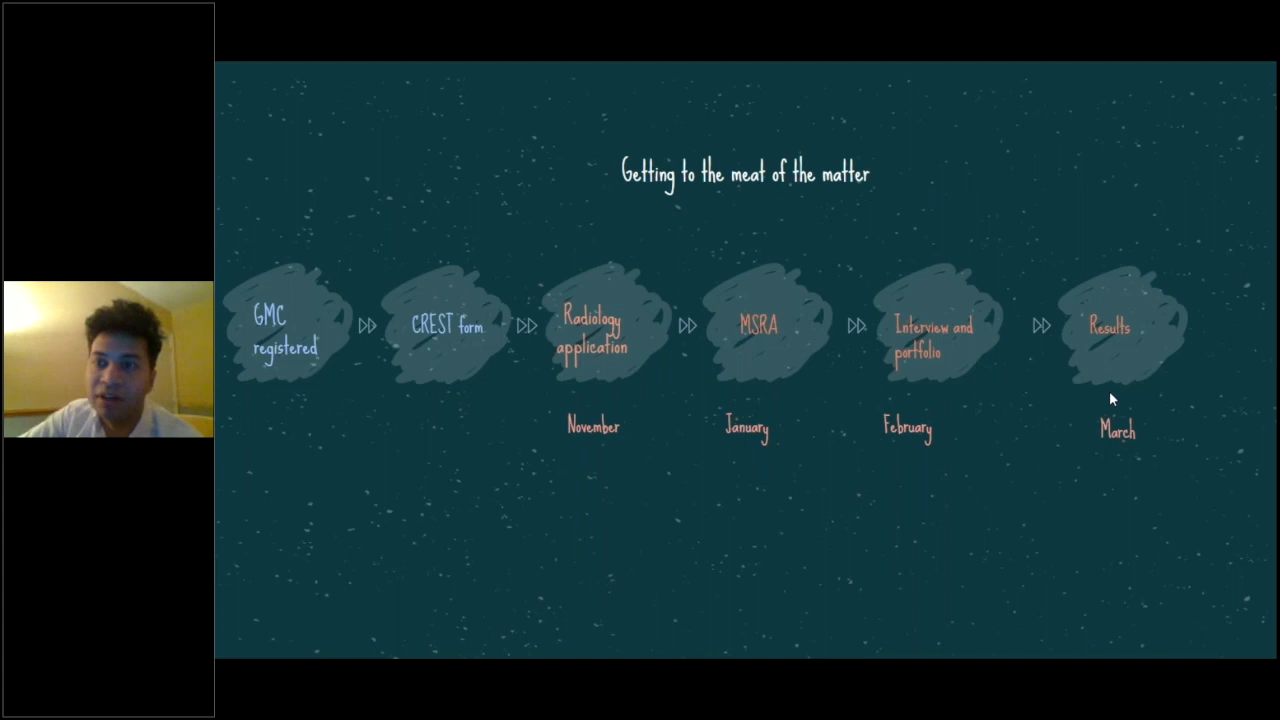 Getting to the meat of the matter
GMC
registered
CREST form
Radiology
application
MSRA
Interview and
portfolio
Results
November
January
February
March